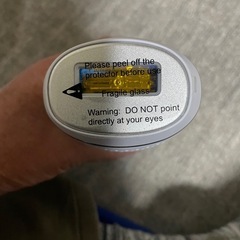 Please peel off the
protector before use
Fragile glass
Warning: DO NOT point
directly at your eyes